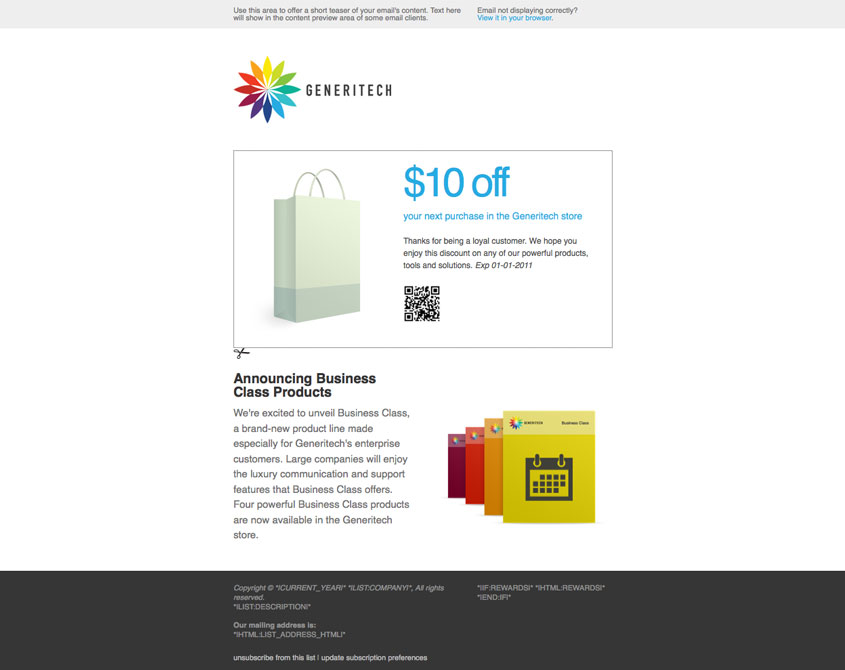 Use this area to offer a short teaser of your email's content. Text here
will show in the content preview area of some email clients.
Email not displaying correctly?
View it in your browser.
GENERITECH
$10 off
your next purchase in the Generitech store
Thanks for being a loyal customer. We hope you
enjoy this discount on any of our powerful products,
tools and solutions. Exp 01-01-2011
Announcing Business
Class Products
We're excited to unveil Business Class,
a brand-new product line made
especially for Generitech's enterprise
customers. Large companies will enjoy
the luxury communication and support
features that Business Class offers.
Four powerful Business Class products
are now available in the Generitech
store.
GENERITECH
Business Class
Copyright © *|CURRENT_YEAR|* *|LIST:COMPANY|*, All rights
reserved.
*|LIST:DESCRIPTION|*
Our mailing address is:
*|HTML:LIST_ADDRESS_HTML|*
unsubscribe from this list | update subscription preferences
*|IF:REWARDS|* *|HTML:REWARDS|*
*|END:IF|*